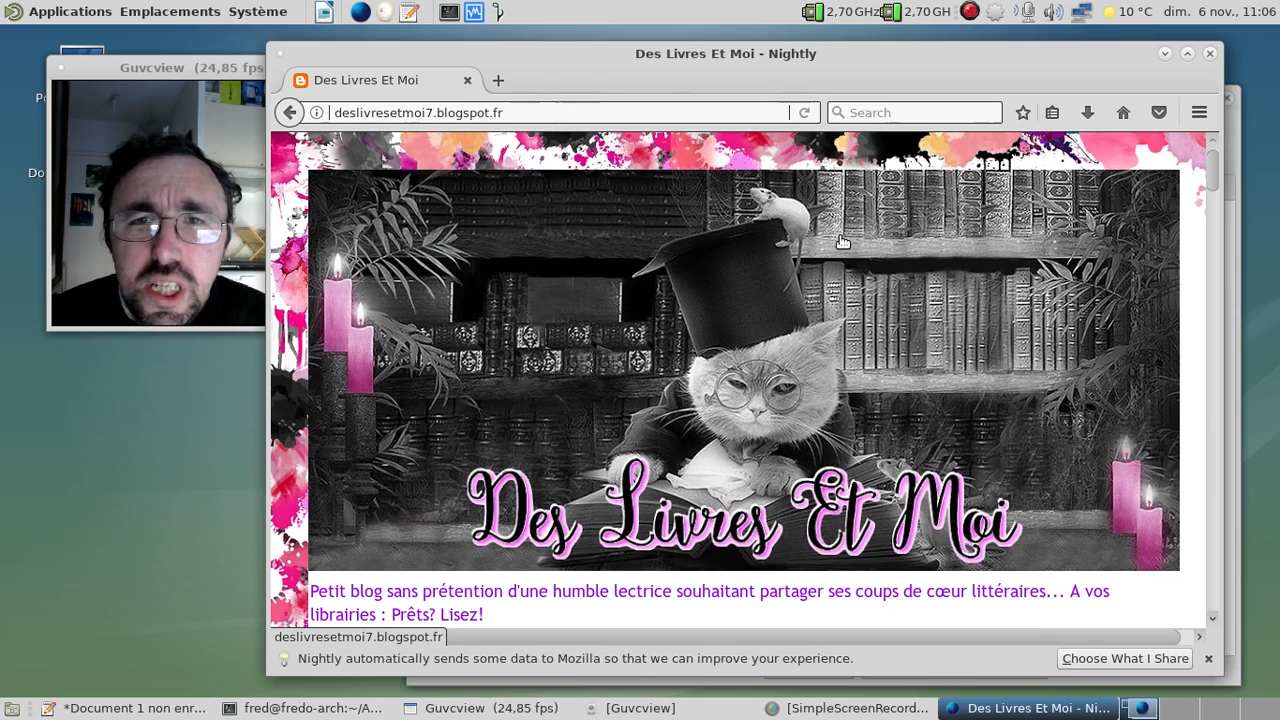 Applications Emplacements Système
2,70 GHz 2,70 GH 10 °C dim. 6 nov., 11:06
Guvcview (24,85 fps
Des Livres Et Moi - Nightly
Des Livres Et Moi
deslivresetmoi7.blogspot.fr
Search
Do
Des Livres Et Moi
Petit blog sans prétention d'une humble lectrice souhaitant partager ses coups de cœur littéraires... A vos
librairies : Prêts? Lisez!
deslivresetmoi7.blogspot.fr
Nightly automatically sends some data to Mozilla so that we can improve your experience.
Choose What I Share
*Document 1 non enr...
fred@fredo-arch:~/A...
Guvcview (24,85 fps)
[Guvcview]
[SimpleScreenRecord...
Des Livres Et Moi - Ni...